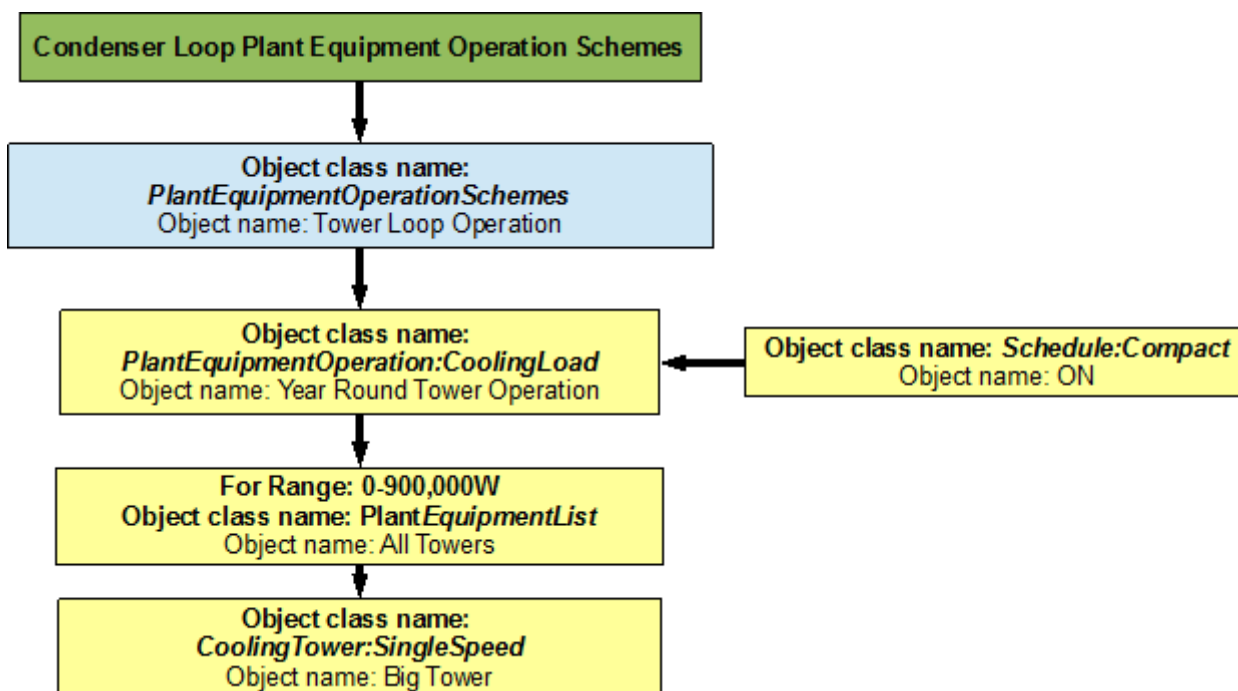 Condenser Loop Plant Equipment Operation Schemes
Object class name:
PlantEquipmentOperationSchemes
Object name: Tower Loop Operation
Object class name:
PlantEquipmentOperation:CoolingLoad
Object name: Year Round Tower Operation
Object class name: Schedule:Compact
Object name: ON
For Range: 0-900,000W
Object class name: PlantEquipmentList
Object name: All Towers
Object class name:
CoolingTower:SingleSpeed
Object name: Big Tower